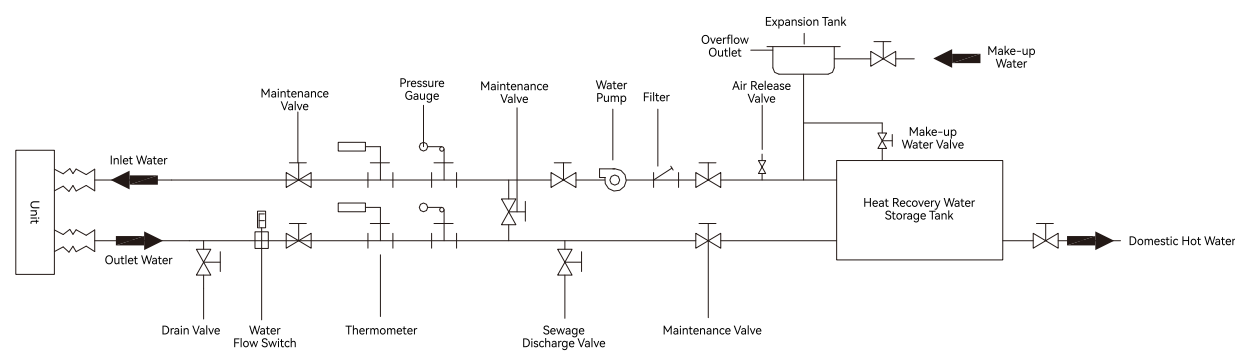 Expansion Tank
Overflow
Outlet
Make-up
Water
Pressure
Gauge
Maintenance
Valve
Maintenance
Valve
Water
Pump
Filter
Air Release
Valve
Make-up
Water Valve
Inlet Water
Unit
Heat Recovery Water
Storage Tank
Outlet Water
Domestic Hot Water
Drain Valve
Water
Flow Switch
Thermometer
Sewage
Discharge Valve
Maintenance Valve